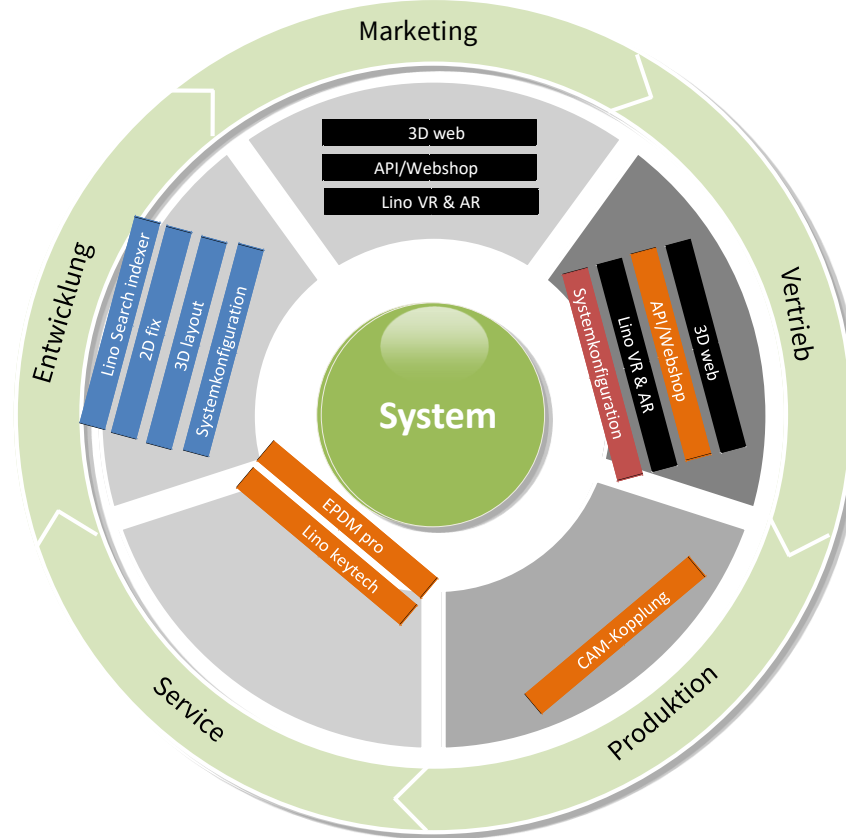 Marketing
3D web
API/Webshop
Lino VR & AR
Vertrieb
Systemkonfiguration
Lino VR & AR
API/Webshop
3D web
Entwicklung
Lino Search indexer
2D fix
3D layout
Systemkonfiguration
System
EPDM pro
Lino keytech
CAM-Kopplung
Service
Produktion